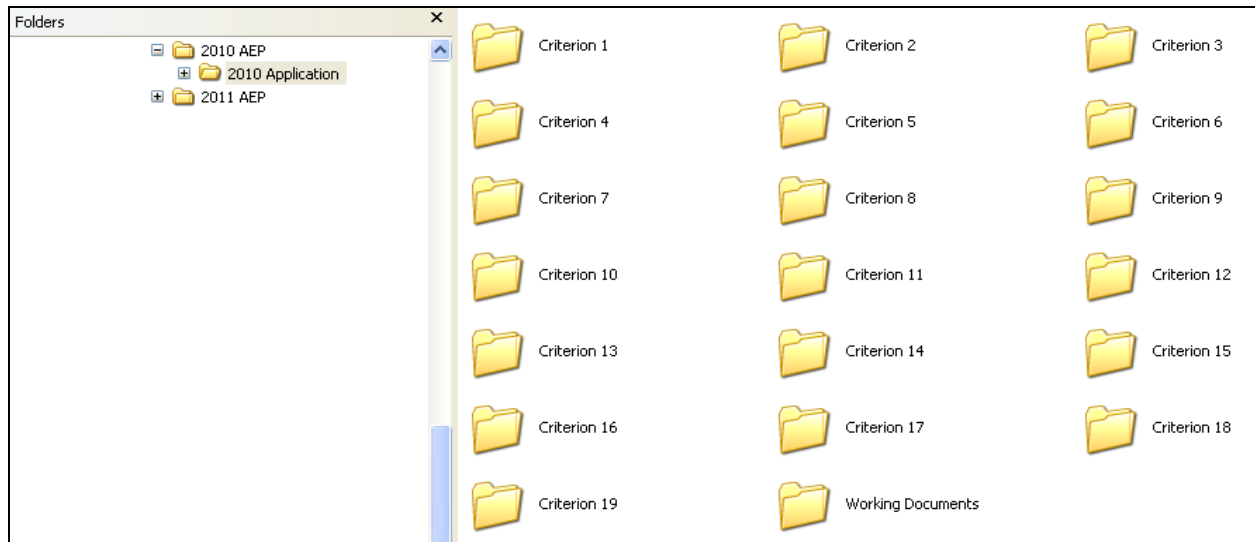 Folders
2010 AEP
2010 Application
2011 AEP
Criterion 1
Criterion 2
Criterion 3
Criterion 4
Criterion 5
Criterion 6
Criterion 7
Criterion 8
Criterion 9
Criterion 10
Criterion 11
Criterion 12
Criterion 13
Criterion 14
Criterion 15
Criterion 16
Criterion 17
Criterion 18
Criterion 19
Working Documents